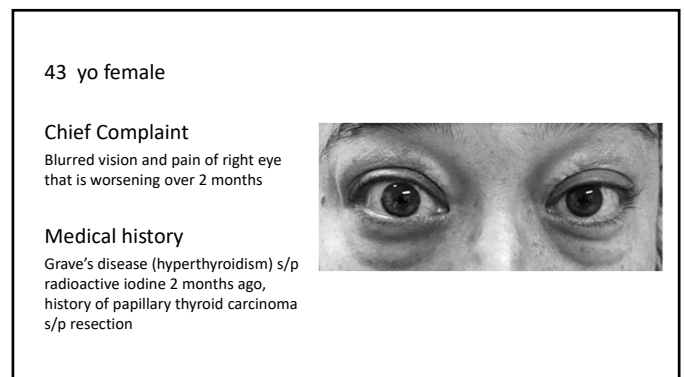 43 yo female
Chief Complaint
Blurred vision and pain of right eye
that is worsening over 2 months
Medical history
Grave's disease (hyperthyroidism) s/p
radioactive iodine 2 months ago,
history of papillary thyroid carcinoma
s/p resection